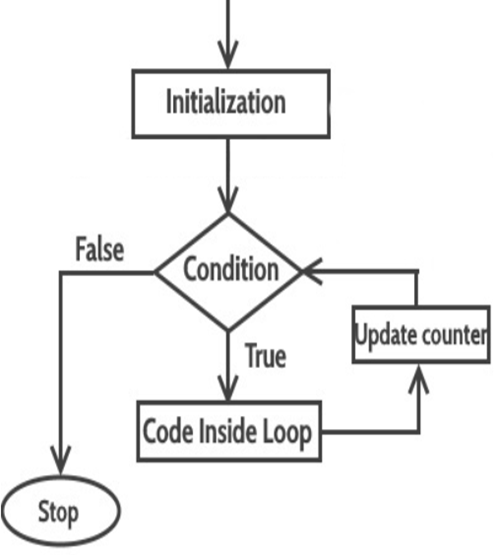 Initialization
False
Condition
Update counter
True
Code Inside Loop
Stop